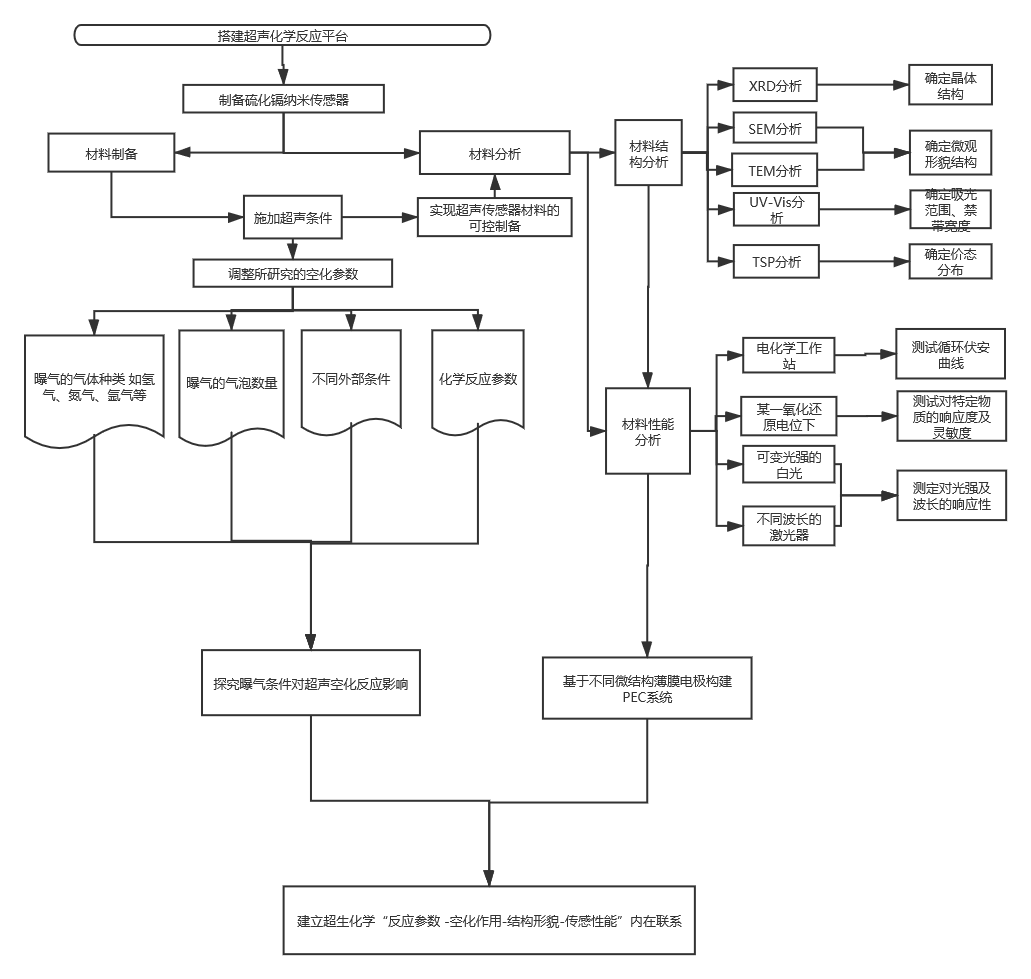 搭建超声化学反应平台
制备硫化镉纳米传感器
材料制备
材料分析
施加超声条件
实现超声传感器材料的
可控制备
调整所研究的空化参数
曝气的气体种类 如氢
气、氮气、氩气等
曝气的气泡数量
不同外部条件
化学反应参数
探究曝气条件对超声空化反应影响
材料结
构分析
XRD分析
确定晶体
结构
SEM分析
TEM分析
确定微观
形貌结构
UV-Vis分
析
确定吸光
范围、禁
带宽度
TSP分析
确定价态
分布
材料性能
分析
电化学工作
站
测试循环伏安
曲线
某一氧化还
原电位下
测试对特定物
质的响应度及
灵敏度
可变光强的
白光
不同波长的
激光器
测定对光强及
波长的响应性
基于不同微结构薄膜电极构建
PEC系统
建立超生化学“反应参数 -空化作用-结构形貌-传感性能”内在联系